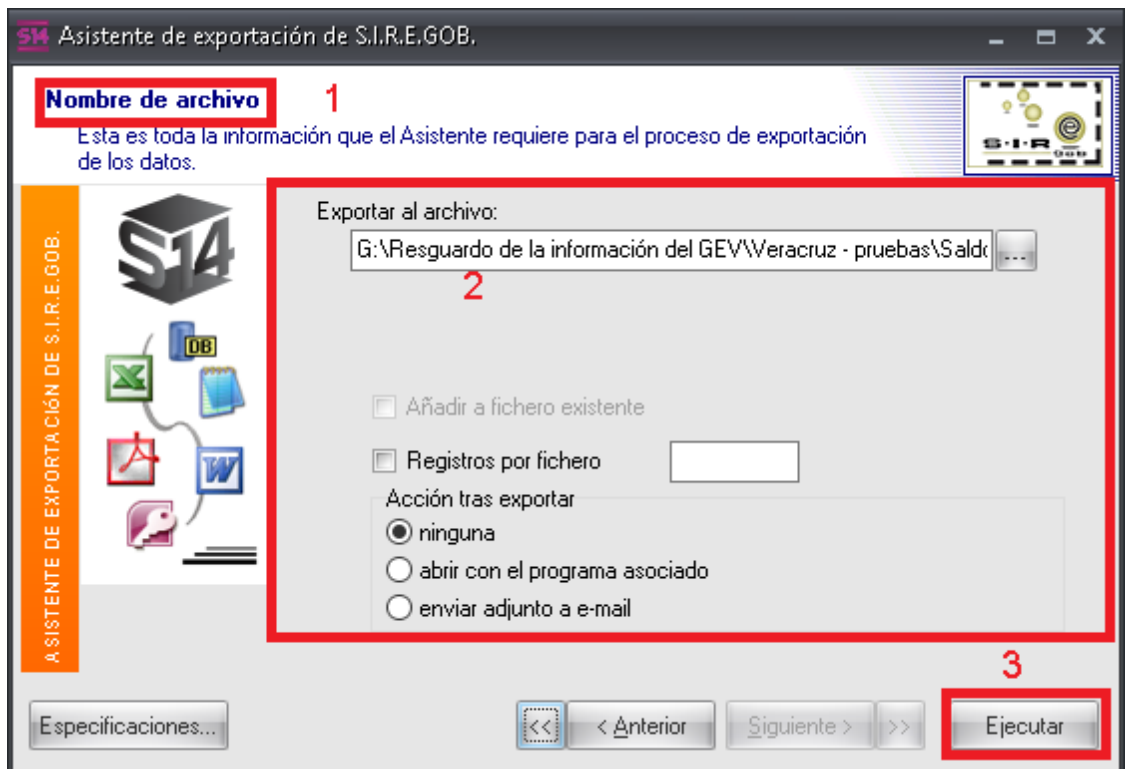 S14 Asistente de exportación de S.I.R.E.GOB.
Nombre de archivo 1
Esta es toda la información que el Asistente requiere para el proceso de exportación
de los datos.
S·I·R e
Gob
ASISTENTE DE EXPORTACIÓN DE S.I.R.E.GOB.
S14
DB
X
W
Exportar al archivo:
G:\Resguardo de la información del GEV\Veracruz - pruebas\Saldo ...
2
Añadir a fichero existente
Registros por fichero
Acción tras exportar
ninguna
abrir con el programa asociado
enviar adjunto a e-mail
3
Especificaciones... << < Anterior Siguiente > >> Ejecutar